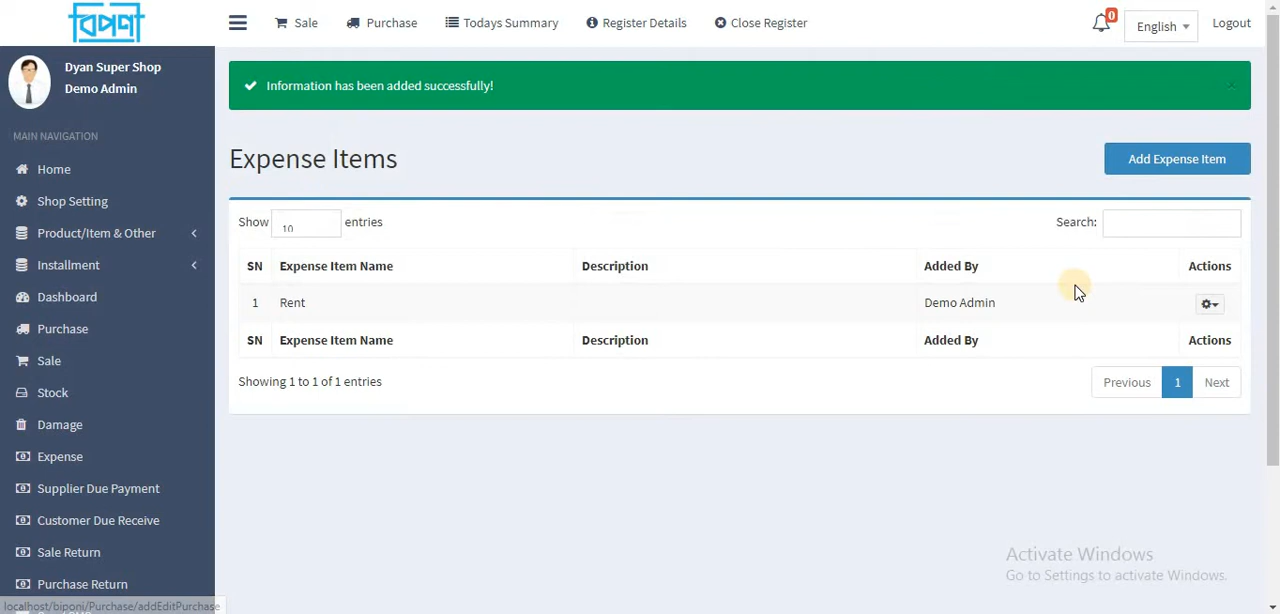 বিপণী
Sale
Purchase
Todays Summary
Register Details
Close Register
0
English
Logout
Dyan Super Shop
Demo Admin
MAIN NAVIGATION
Home
Shop Setting
Product/Item & Other
Installment
Dashboard
Purchase
Sale
Stock
Damage
Expense
Supplier Due Payment
Customer Due Receive
Sale Return
Purchase Return
localhost/biponi/Purchase/addEditPurchase
Information has been added successfully!
Expense Items
Add Expense Item
Show 10 entries
Search:
SN Expense Item Name Description Added By Actions
1 Rent Demo Admin
SN Expense Item Name Description Added By Actions
Showing 1 to 1 of 1 entries
Previous 1 Next
Activate Windows
Go to Settings to activate Windows.